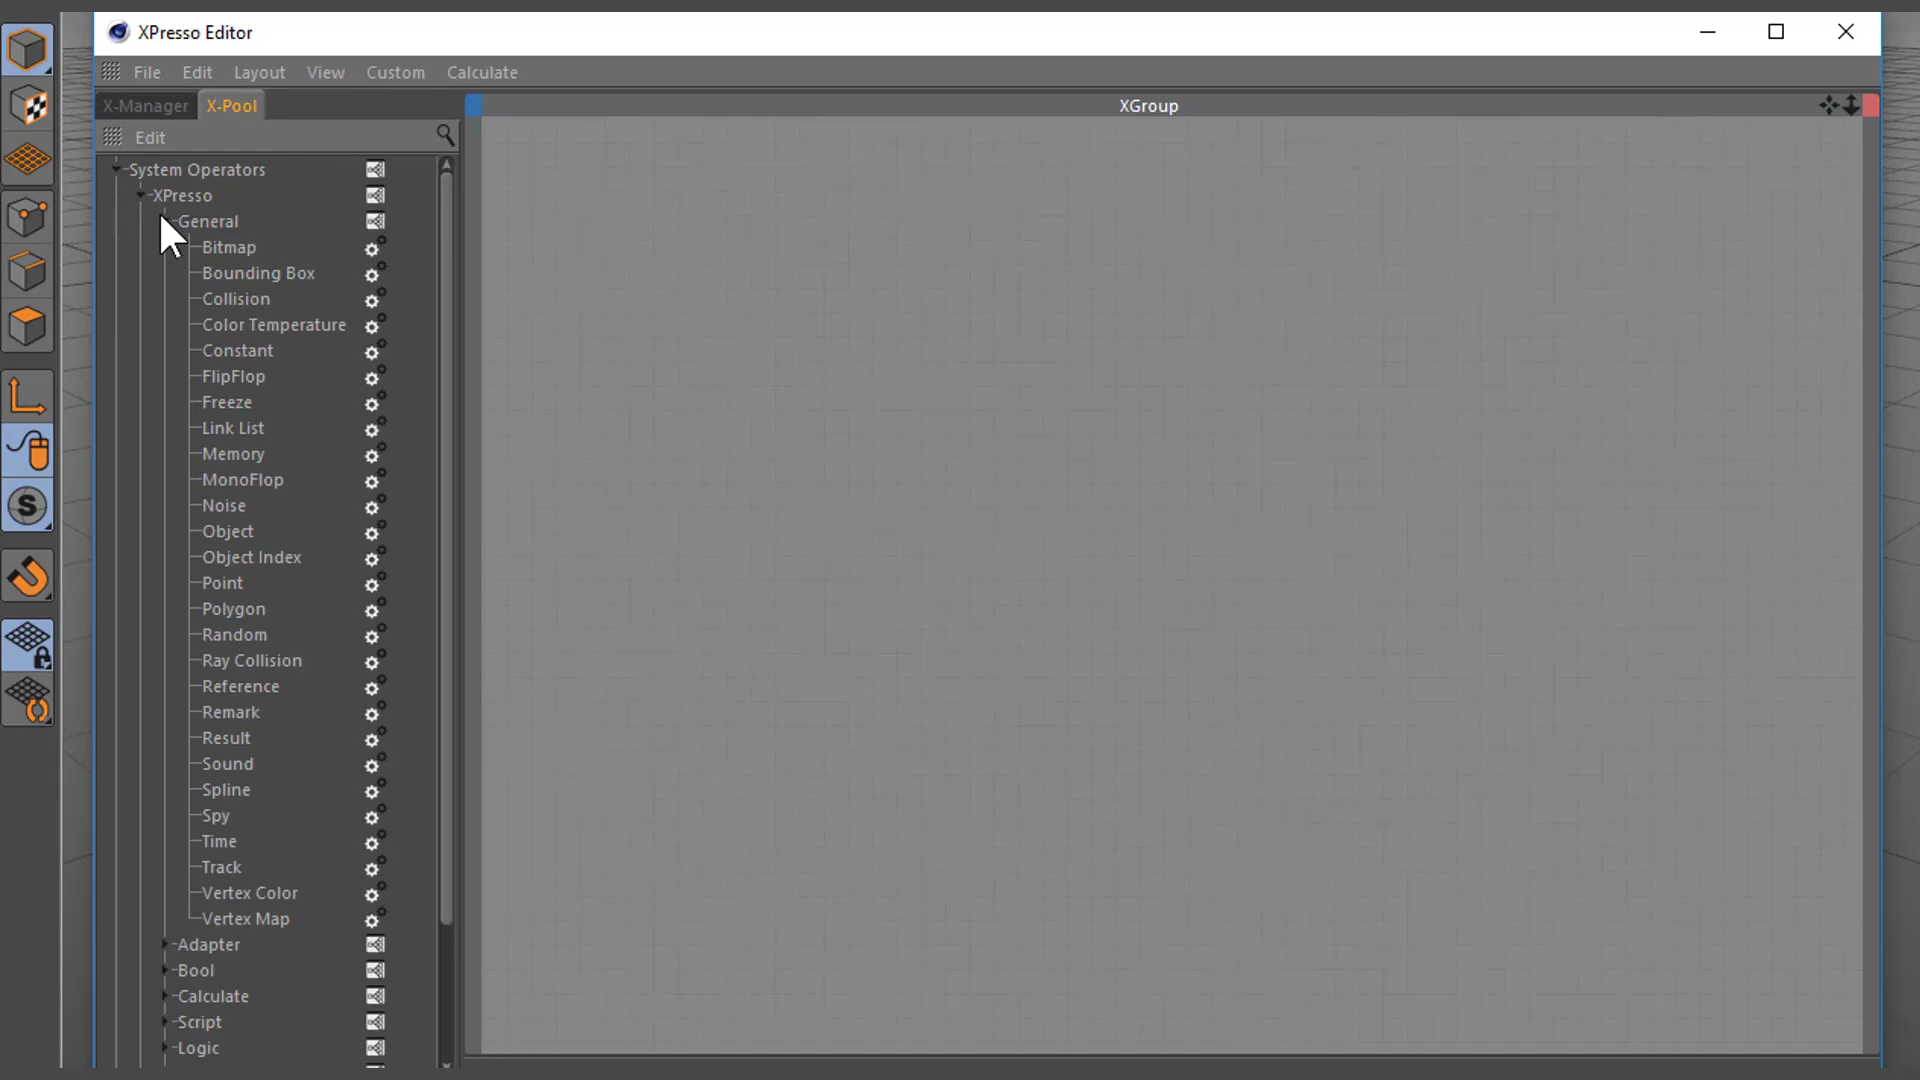 XPresso Editor
File Edit Layout View Custom Calculate
X-Manager X-Pool
XGroup
Edit
System Operators
XPresso
General
Bitmap
Bounding Box
Collision
Color Temperature
Constant
FlipFlop
Freeze
Link List
Memory
MonoFlop
Noise
Object
Object Index
Point
Polygon
Random
Ray Collision
Reference
Remark
Result
Sound
Spline
Spy
Time
Track
Vertex Color
Vertex Map
Adapter
Bool
Calculate
Script
Logic
S